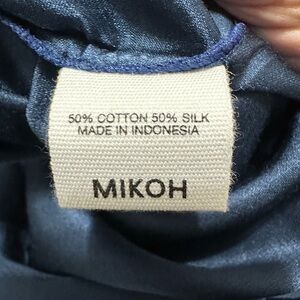 50% COTTON 50% SILK
MADE IN INDONESIA
MIKOH